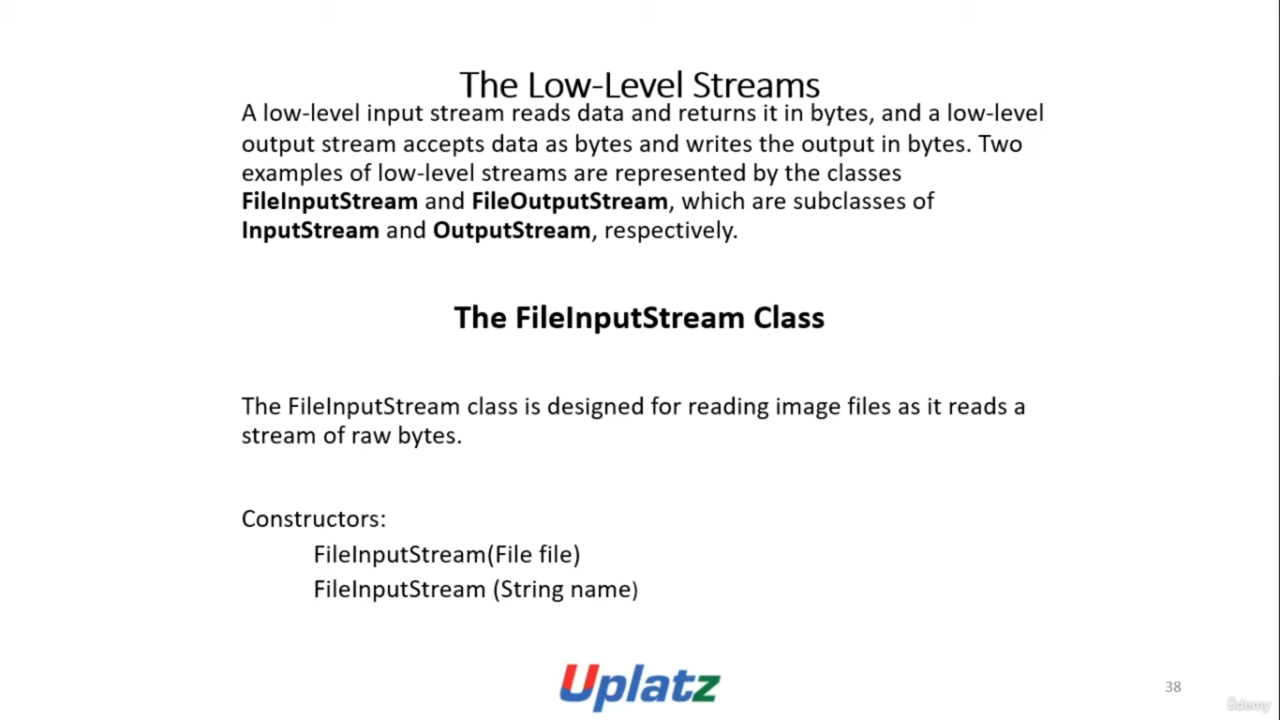 The Low-Level Streams
A low-level input stream reads data and returns it in bytes, and a low-level
output stream accepts data as bytes and writes the output in bytes. Two
examples of low-level streams are represented by the classes
FileInputStream and FileOutputStream, which are subclasses of
InputStream and OutputStream, respectively.
The FileInputStream Class
The FileInputStream class is designed for reading image files as it reads a
stream of raw bytes.
Constructors:
FileInputStream(File file)
FileInputStream (String name)
Uplatz
38
ûdemy